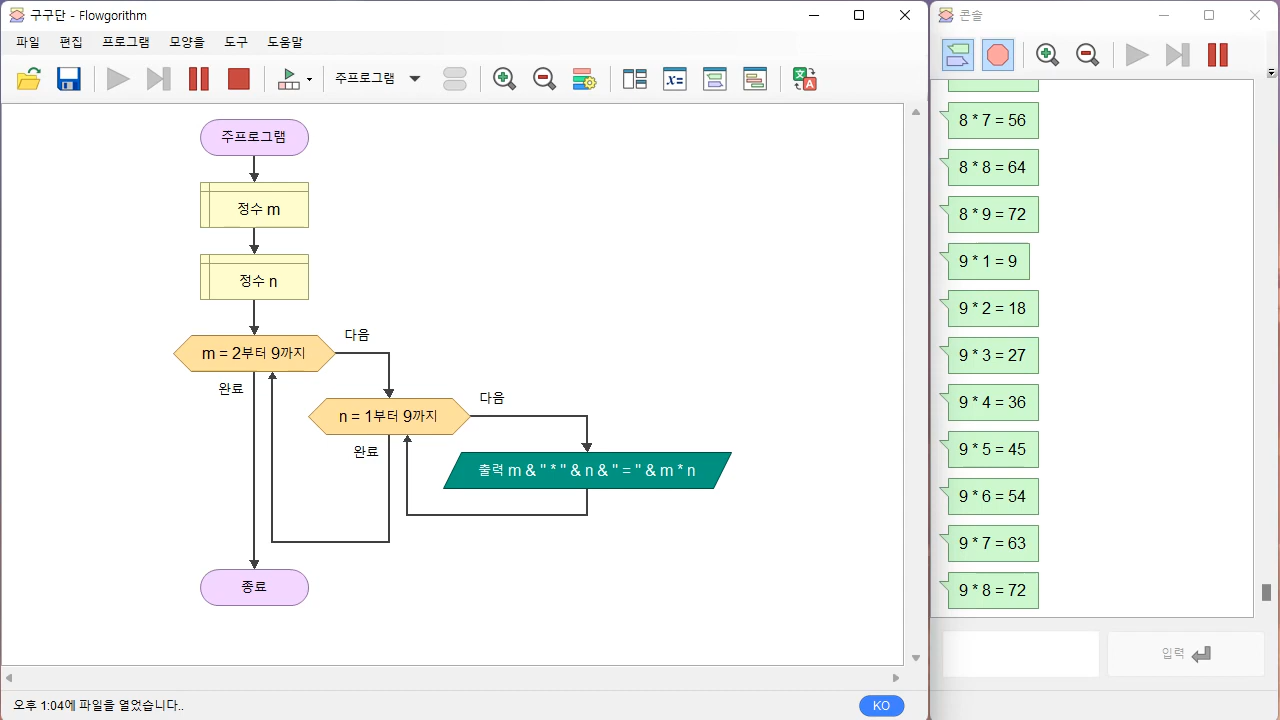 구구단 - Flowgorithm
파일 편집 프로그램 모양을 도구 도움말
주프로그램
주프로그램
정수 m
정수 n
m = 2부터 9까지
다음
완료
n = 1부터 9까지
다음
완료
출력 m & " * " & n & " = " & m * n
종료
오후 1:04에 파일을 열었습니다..
KO
콘솔
8 * 7 = 56
8 * 8 = 64
8 * 9 = 72
9 * 1 = 9
9 * 2 = 18
9 * 3 = 27
9 * 4 = 36
9 * 5 = 45
9 * 6 = 54
9 * 7 = 63
9 * 8 = 72
입력